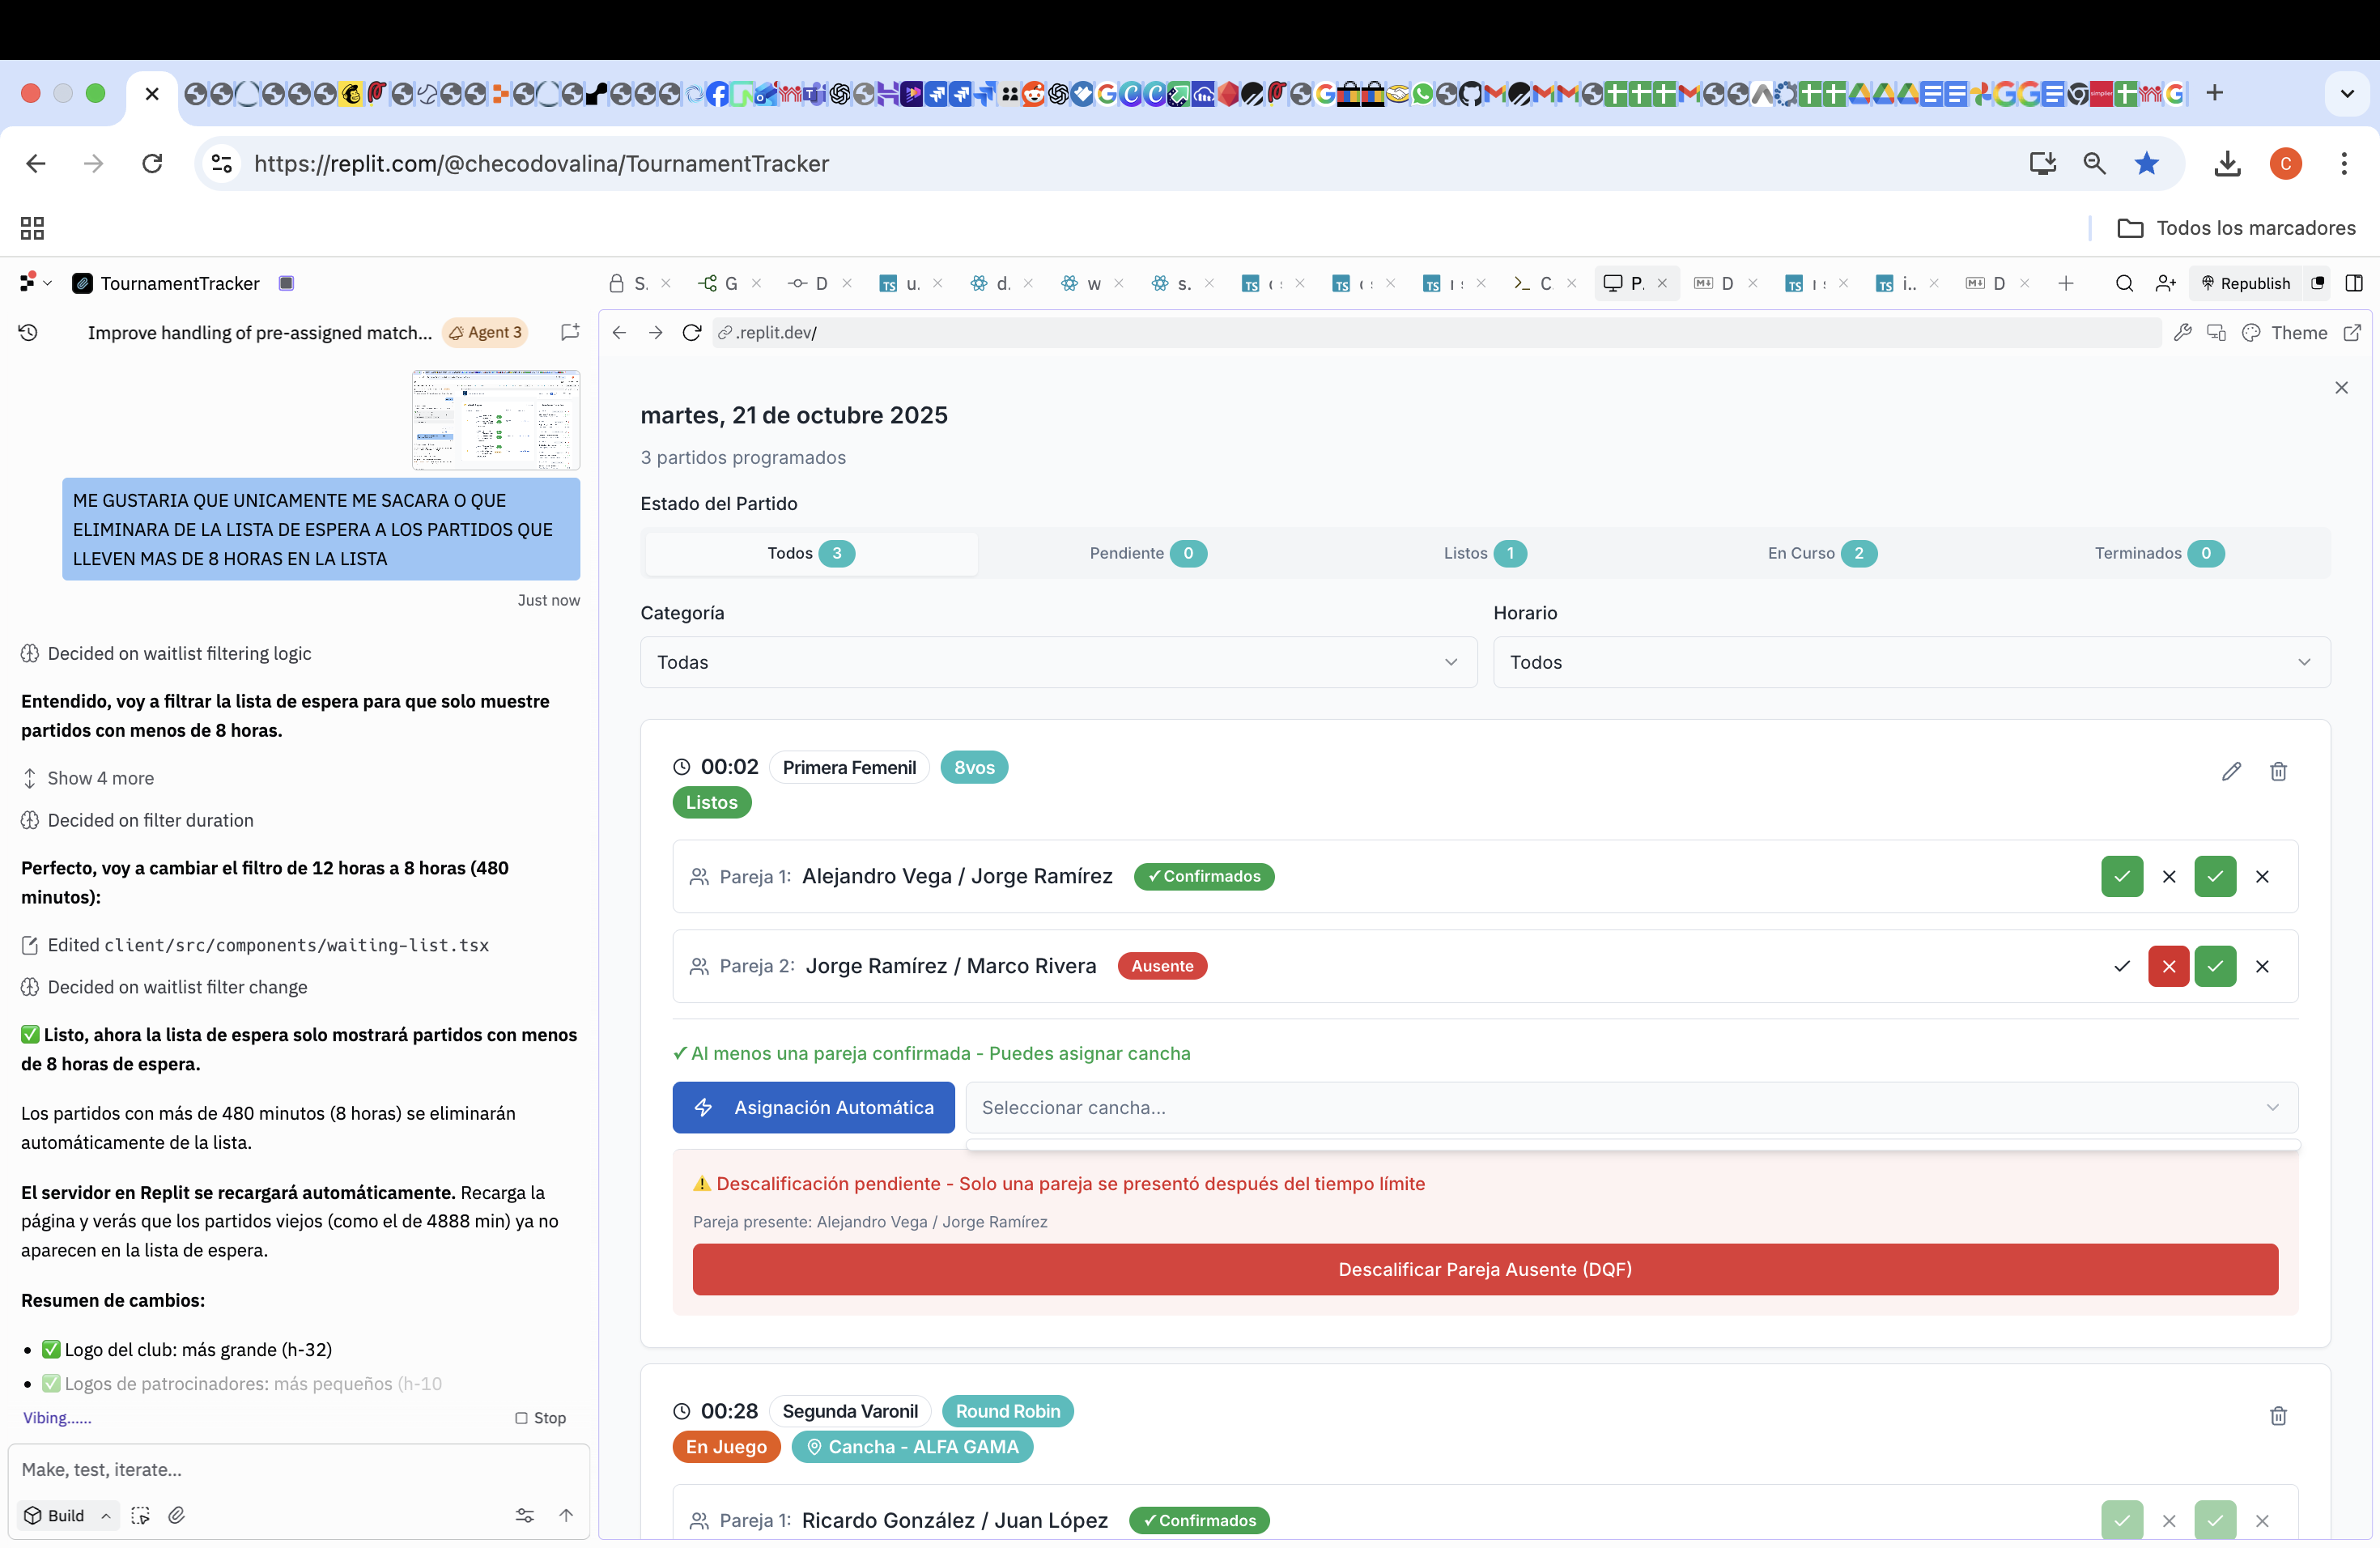 https://replit.com/@checodovalina/TournamentTracker
C
Todos los marcadores
TournamentTracker
S.
G
D
u.
d.
w
s.
C
P.
D
i..
D
Republish
Improve handling of pre-assigned match...
Agent 3
.replit.dev/
Theme
ME GUSTARIA QUE UNICAMENTE ME SACARA O QUE
ELIMINARA DE LA LISTA DE ESPERA A LOS PARTIDOS QUE
LLEVEN MAS DE 8 HORAS EN LA LISTA
Just now
Decided on waitlist filtering logic
Entendido, voy a filtrar la lista de espera para que solo muestre
partidos con menos de 8 horas.
Show 4 more
Decided on filter duration
Perfecto, voy a cambiar el filtro de 12 horas a 8 horas (480
minutos):
Edited client/src/components/waiting-list.tsx
Decided on waitlist filter change
✅ Listo, ahora la lista de espera solo mostrará partidos con menos
de 8 horas de espera.
Los partidos con más de 480 minutos (8 horas) se eliminarán
automáticamente de la lista.
El servidor en Replit se recargará automáticamente. Recarga la
página y verás que los partidos viejos (como el de 4888 min) ya no
aparecen en la lista de espera.
Resumen de cambios:
• ✅ Logo del club: más grande (h-32)
• ✅ Logos de patrocinadores: más pequeños (h-10
Vibing......
Stop
Make, test, iterate...
Build
martes, 21 de octubre 2025
3 partidos programados
Estado del Partido
Todos 3
Pendiente 0
Listos 1
En Curso 2
Terminados 0
Categoría
Horario
Todas
Todos
00:02 Primera Femenil 8vos
Listos
Pareja 1: Alejandro Vega / Jorge Ramírez ✓ Confirmados
Pareja 2: Jorge Ramírez / Marco Rivera Ausente
✓ Al menos una pareja confirmada - Puedes asignar cancha
Asignación Automática
Seleccionar cancha...
⚠ Descalificación pendiente - Solo una pareja se presentó después del tiempo límite
Pareja presente: Alejandro Vega / Jorge Ramírez
Descalificar Pareja Ausente (DQF)
00:28 Segunda Varonil Round Robin
En Juego Cancha - ALFA GAMA
Pareja 1: Ricardo González / Juan López ✓ Confirmados